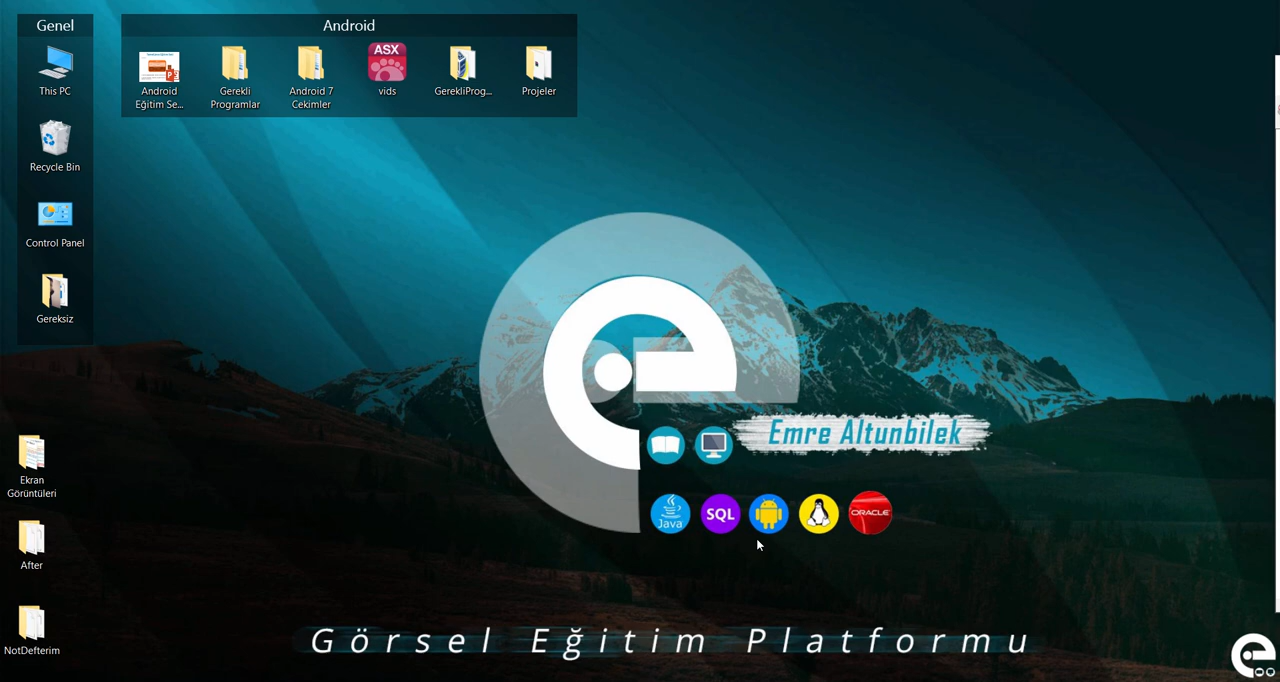 Genel
This PC
Recycle Bin
Control Panel
Gereksiz
Android
Android
Eğitim Se...
Gerekli
Programlar
Android 7
Cekimler
ASX
vids
GerekliProg...
Projeler
Ekran
Görüntüleri
After
NotDefterim
Emre Altunbilek
Java
SQL
ORACLE
Görsel Eğitim Platformu